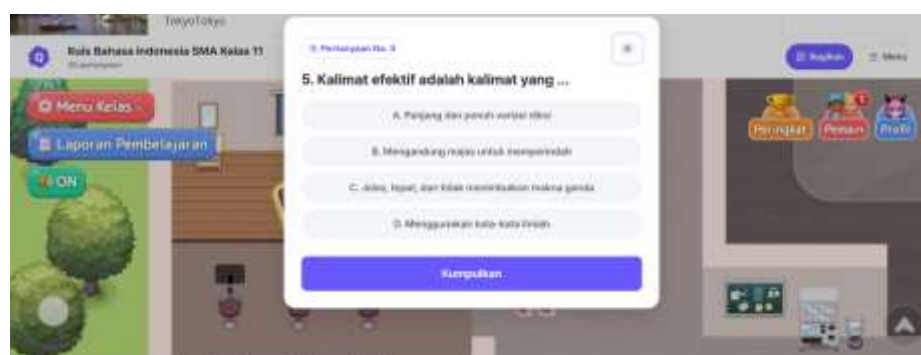 TokyoTokyo
Kuis Bahasa Indonesia SMA Kelas 11
Pertanyaan No. 5
Bagikan
Menu
5. Kalimat efektif adalah kalimat yang ...
Menu Kelas
A. Panjang dan penuh variasi diksi
Peringkat
Pemain
Profil
Laporan Pembelajaran
B. Mengandung majas untuk memperindah
ON
C. Jelas, tepat, dan tidak menimbulkan makna ganda
D. Menggunakan kata-kata ilmiah
Kumpulkan